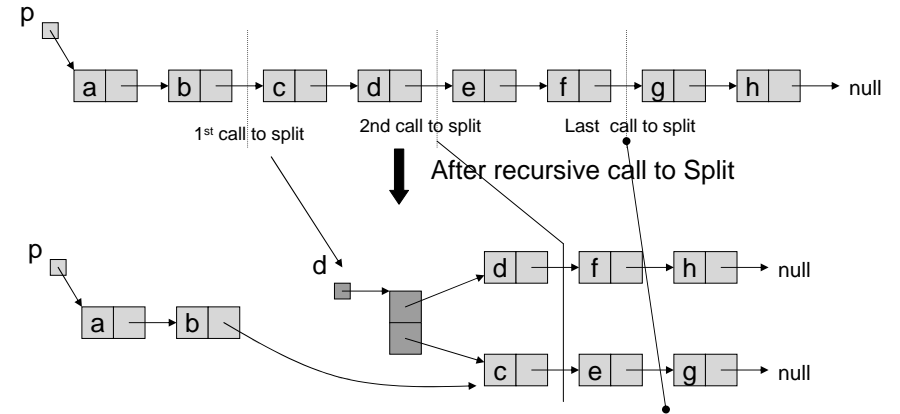 p
a b c d e f g h null
1st call to split 2nd call to split Last call to split
After recursive call to Split
p
d
d f h null
a b
c e g null